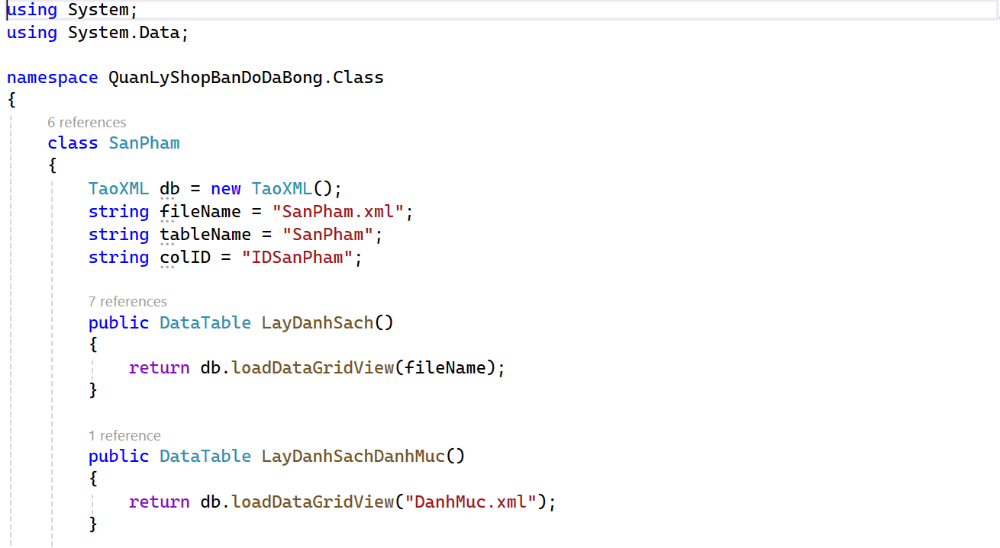 using System;
using System.Data;
namespace QuanLyShopBanDoDaBong.Class
{
6 references
class SanPham
{
TaoXML db = new TaoXML();
string fileName = "SanPham.xml";
string tableName = "SanPham";
string colID = "IDSanPham";
7 references
public DataTable LayDanhSach()
{
return db.loadDataGridView(fileName);
}
1 reference
public DataTable LayDanhSachDanhMuc()
{
return db.loadDataGridView("DanhMuc.xml");
}